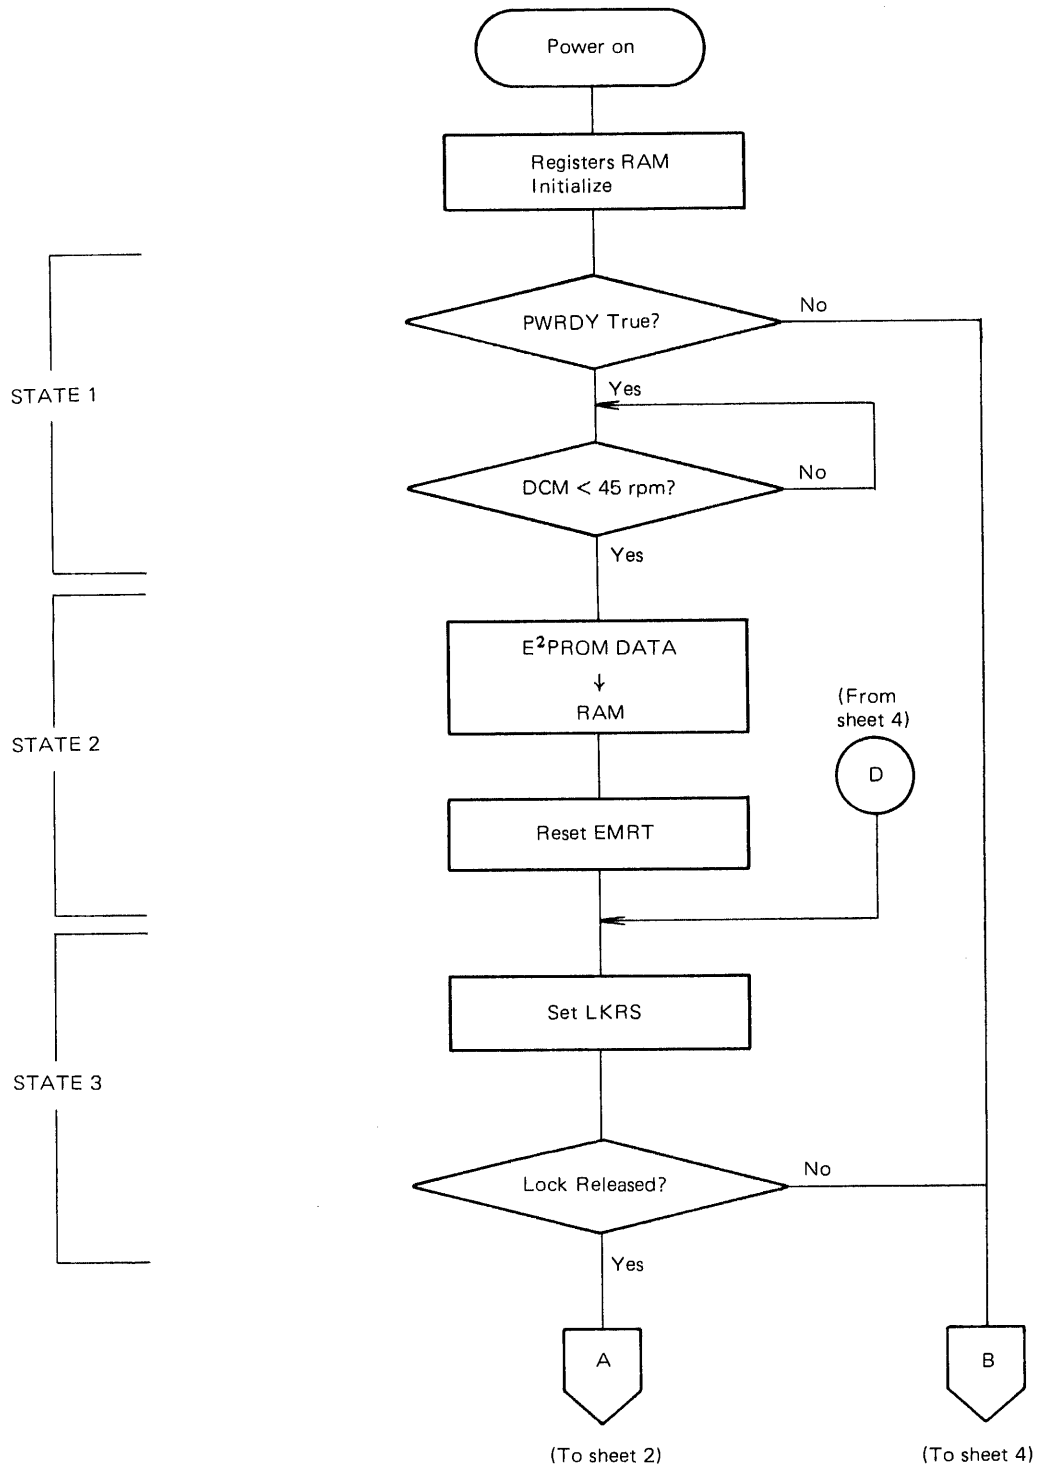 Power on
Registers RAM
Initialize
PWRDY True?
No
Yes
STATE 1
DCM < 45 rpm?
No
Yes
E²PROM DATA
↓
RAM
STATE 2
(From
sheet 4)
D
Reset EMRT
Set LKRS
STATE 3
Lock Released?
No
Yes
A
B
(To sheet 2)
(To sheet 4)